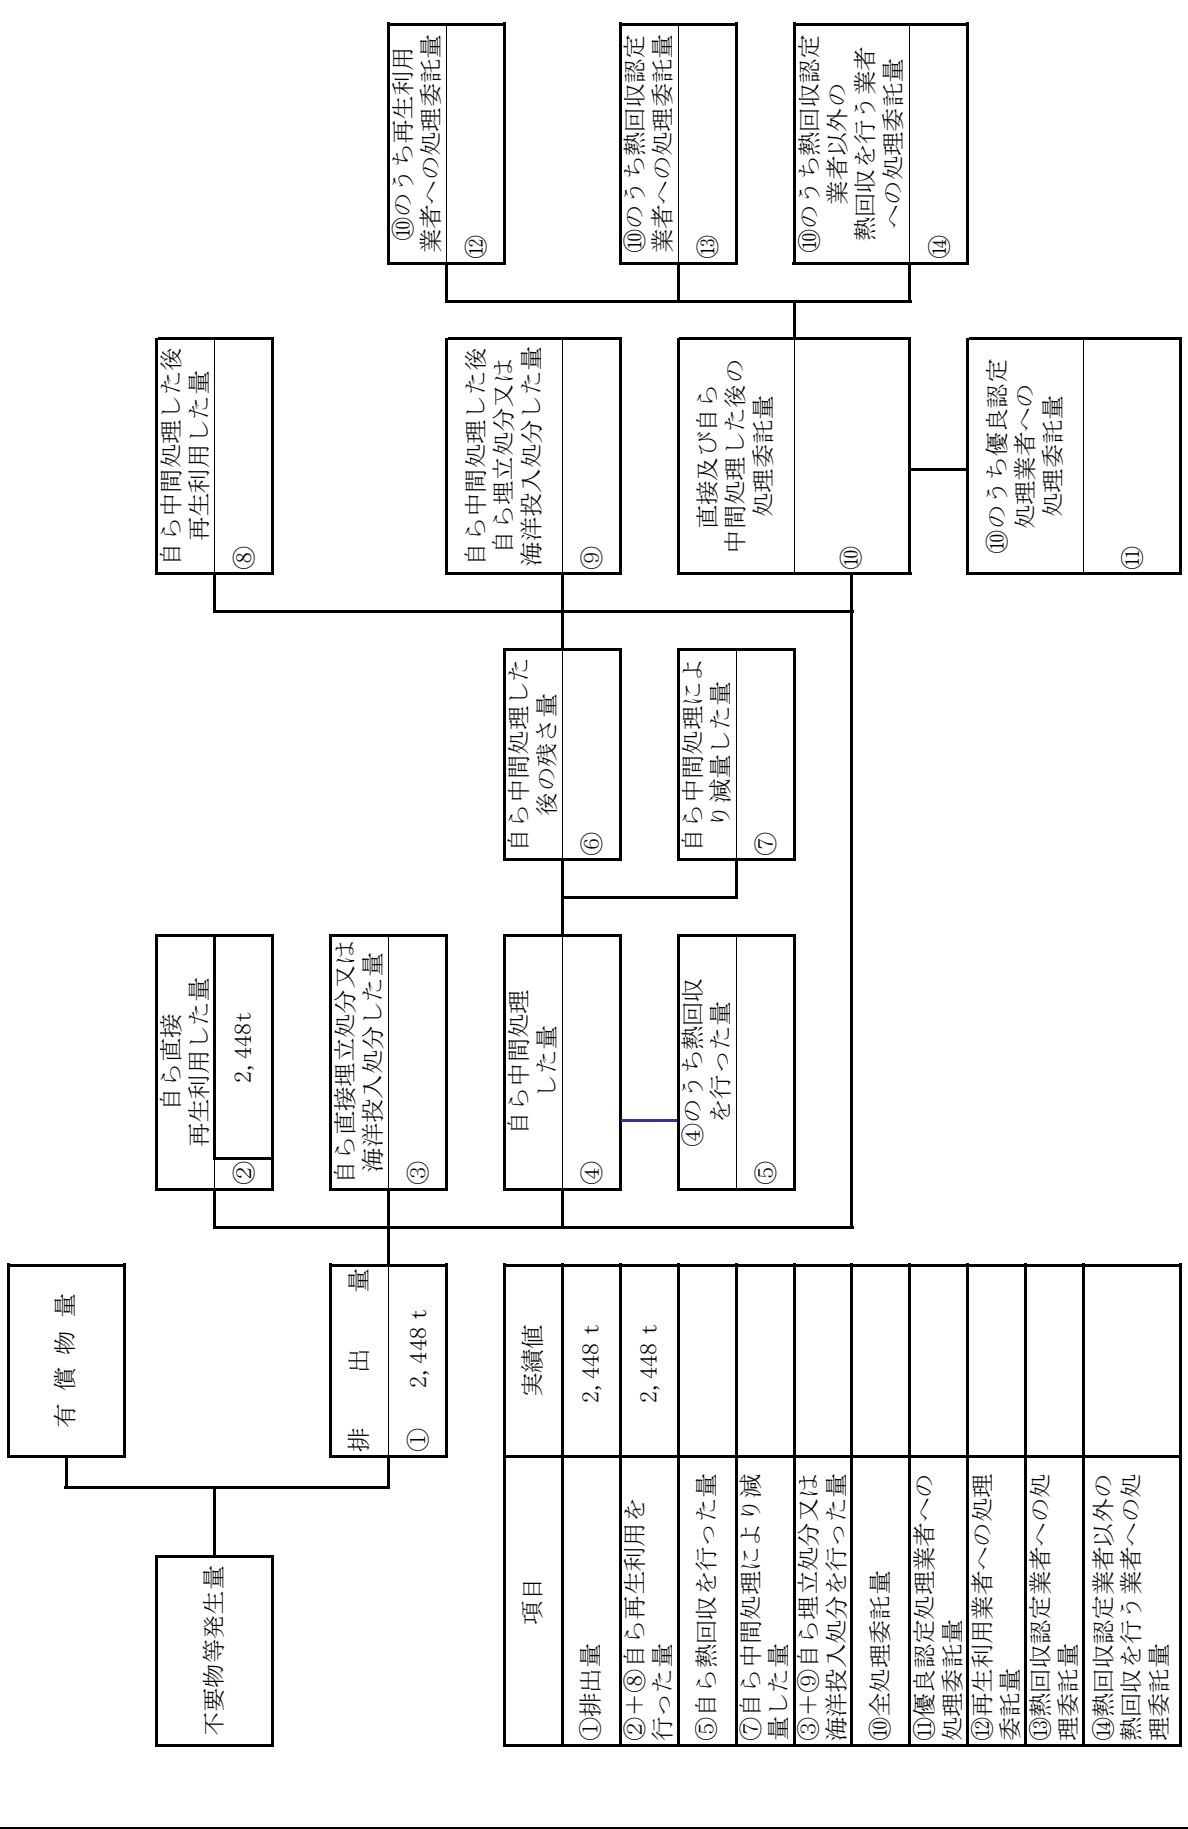 不要物等発生量
有償物量
排出量
① 2,448 t
自ら直接
再生利用した量
② 2,448t
自ら直接埋立処分又は
海洋投入処分した量
③
自ら中間処理
した量
④
④のうち熱回収
を行った量
⑤
自ら中間処理した
後の残さ量
⑥
自ら中間処理によ
り減量した量
⑦
自ら中間処理した後
再生利用した量
⑧
自ら中間処理した後
自ら埋立処分又は
海洋投入処分した量
⑨
直接及び自ら
中間処理した後の
処理委託量
⑩
⑩のうち優良認定
処理業者への
処理委託量
⑪
⑩のうち再生利用
業者への処理委託量
⑫
⑩のうち熱回収認定
業者への処理委託量
⑬
⑩のうち熱回収認定
業者以外の
熱回収を行う業者
への処理委託量
⑭
項目 実績値
①排出量 2,448 t
②＋⑧自ら再生利用を
行った量 2,448 t
⑤自ら熱回収を行った量
⑦自ら中間処理により減
量した量
③＋⑨自ら埋立処分又は
海洋投入処分を行った量
⑩全処理委託量
⑪優良認定処理業者への
処理委託量
⑫再生利用業者への処理
委託量
⑬熱回収認定業者への処
理委託量
⑭熱回収認定業者以外の
熱回収を行う業者への処
理委託量